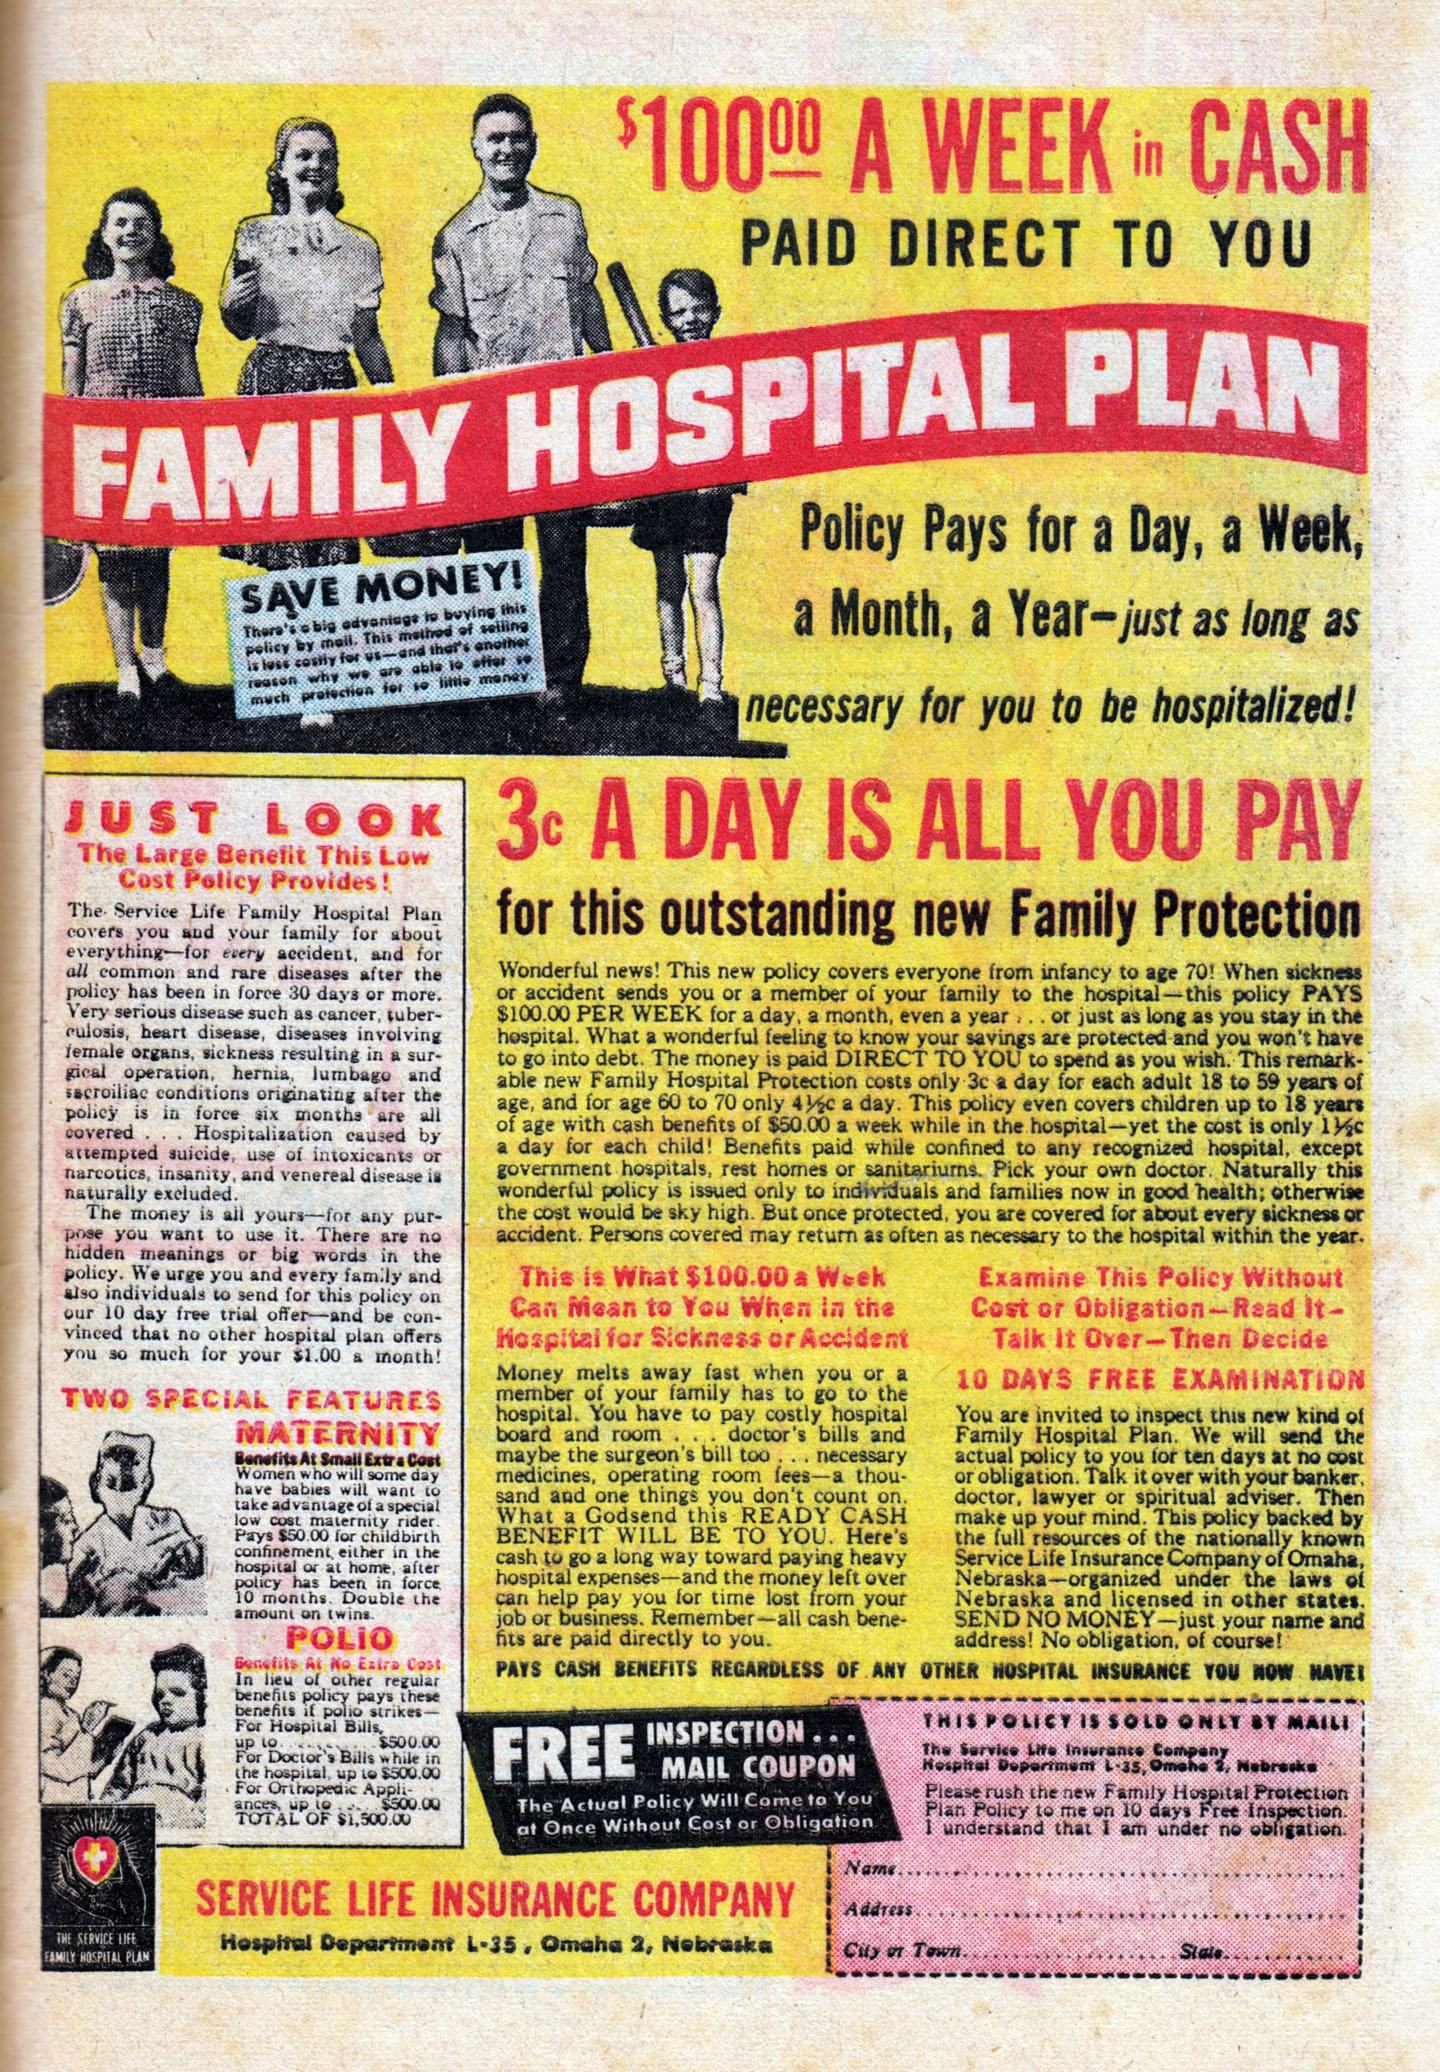 $100.00 A WEEK in CASH
PAID DIRECT TO YOU
FAMILY HOSPITAL PLAN
Policy Pays for a Day, a Week,
a Month, a Year—just as long as
necessary for you to be hospitalized!
SAVE MONEY!
There's a big advantage to buying this
policy by mail. This method of selling
is less costly for us—and that's another
reason why we are able to offer so
much protection for so little money.
3c A DAY IS ALL YOU PAY
for this outstanding new Family Protection
Wonderful news! This new policy covers everyone from infancy to age 70! When sickness
or accident sends you or a member of your family to the hospital—this policy PAYS
$100.00 PER WEEK for a day, a month, even a year . . . or just as long as you stay in the
hospital. What a wonderful feeling to know your savings are protected and you won't have
to go into debt. The money is paid DIRECT TO YOU to spend as you wish. This remark-
able new Family Hospital Protection costs only 3c a day for each adult 18 to 59 years of
age, and for age 60 to 70 only 4½c a day. This policy even covers children up to 18 years
of age with cash benefits of $50.00 a week while in the hospital—yet the cost is only 1½c
a day for each child! Benefits paid while confined to any recognized hospital, except
government hospitals, rest homes or sanitariums. Pick your own doctor. Naturally this
wonderful policy is issued only to individuals and families now in good health; otherwise
the cost would be sky high. But once protected, you are covered for about every sickness or
accident. Persons covered may return as often as necessary to the hospital within the year.
JUST LOOK
The Large Benefit This Low
Cost Policy Provides!
The Service Life Family Hospital Plan
covers you and your family for about
everything—for every accident, and for
all common and rare diseases after the
policy has been in force 30 days or more.
Very serious disease such as cancer, tuber-
culosis, heart disease, diseases involving
female organs, sickness resulting in a sur-
gical operation, hernia, lumbago and
sacroiliac conditions originating after the
policy is in force six months are all
covered . . . Hospitalization caused by
attempted suicide, use of intoxicants or
narcotics, insanity, and venereal disease is
naturally excluded.
The money is all yours—for any pur-
pose you want to use it. There are no
hidden meanings or big words in the
policy. We urge you and every family and
also individuals to send for this policy on
our 10 day free trial offer—and be con-
vinced that no other hospital plan offers
you so much for your $1.00 a month!
TWO SPECIAL FEATURES
MATERNITY
Benefits At Small Extra Cost
Women who will some day
have babies will want to
take advantage of a special
low cost maternity rider.
Pays $50.00 for childbirth
confinement, either in the
hospital or at home, after
policy has been in force
10 months. Double the
amount on twins.
POLIO
Benefits At No Extra Cost
In lieu of other regular
benefits policy pays these
benefits if polio strikes—
For Hospital Bills,
up to . . . . . . . . . $500.00
For Doctor's Bills while in
the hospital, up to $500.00
For Orthopedic Appli-
ances, up to . . . $500.00
TOTAL OF $1,500.00
This is What $100.00 a Week
Can Mean to You When in the
Hospital for Sickness or Accident
Money melts away fast when you or a
member of your family has to go to the
hospital. You have to pay costly hospital
board and room . . . doctor's bills and
maybe the surgeon's bill too . . . necessary
medicines, operating room fees—a thou-
sand and one things you don't count on.
What a Godsend this READY CASH
BENEFIT WILL BE TO YOU. Here's
cash to go a long way toward paying heavy
hospital expenses—and the money left over
can help pay you for time lost from your
job or business. Remember—all cash bene-
fits are paid directly to you.
Examine This Policy Without
Cost or Obligation—Read It—
Talk It Over—Then Decide
10 DAYS FREE EXAMINATION
You are invited to inspect this new kind of
Family Hospital Plan. We will send the
actual policy to you for ten days at no cost
or obligation. Talk it over with your banker,
doctor, lawyer or spiritual adviser. Then
make up your mind. This policy backed by
the full resources of the nationally known
Service Life Insurance Company of Omaha,
Nebraska—organized under the laws of
Nebraska and licensed in other states.
SEND NO MONEY—just your name and
address! No obligation, of course!
PAYS CASH BENEFITS REGARDLESS OF ANY OTHER HOSPITAL INSURANCE YOU NOW HAVE!
FREE INSPECTION . . .
MAIL COUPON
The Actual Policy Will Come to You
at Once Without Cost or Obligation
THE SERVICE LIFE
FAMILY HOSPITAL PLAN
SERVICE LIFE INSURANCE COMPANY
Hospital Department L-35, Omaha 2, Nebraska
THIS POLICY IS SOLD ONLY BY MAIL!
The Service Life Insurance Company
Hospital Department L-35, Omaha 2, Nebraska
Please rush the new Family Hospital Protection
Plan Policy to me on 10 days Free Inspection.
I understand that I am under no obligation.
Name
Address
City or Town State